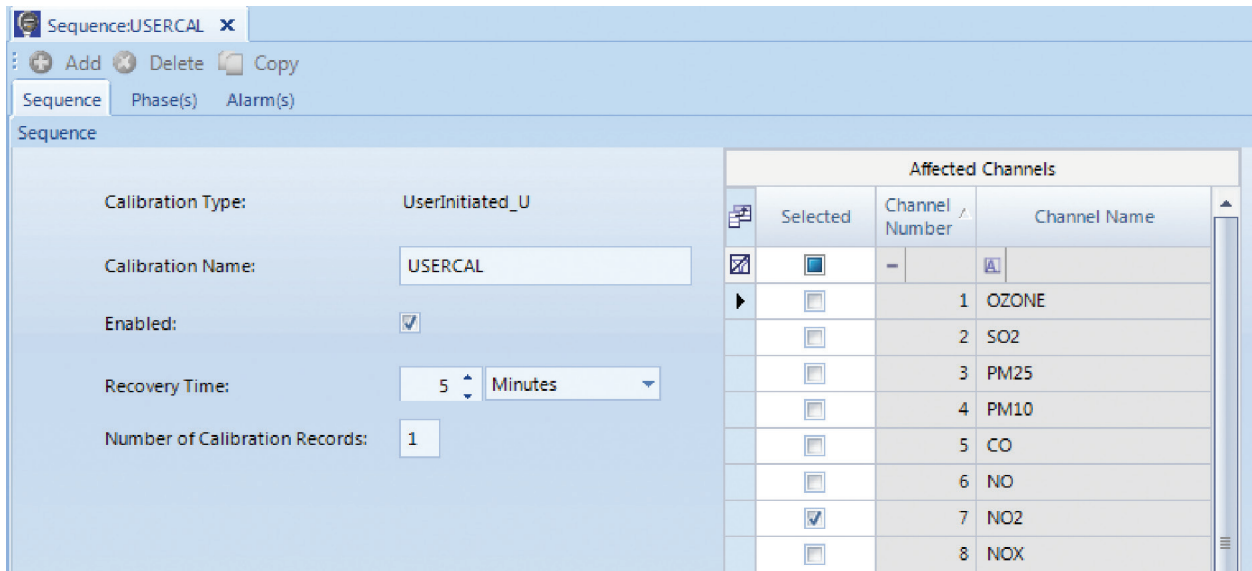 Sequence:USERCAL X
Add Delete Copy
Sequence Phase(s) Alarm(s)
Sequence
Calibration Type: UserInitiated_U
Calibration Name: USERCAL
Enabled:
Recovery Time: 5 Minutes
Number of Calibration Records: 1
Affected Channels
Selected Channel Number Channel Name
A
1 OZONE
2 SO2
3 PM25
4 PM10
5 CO
6 NO
7 NO2
8 NOX